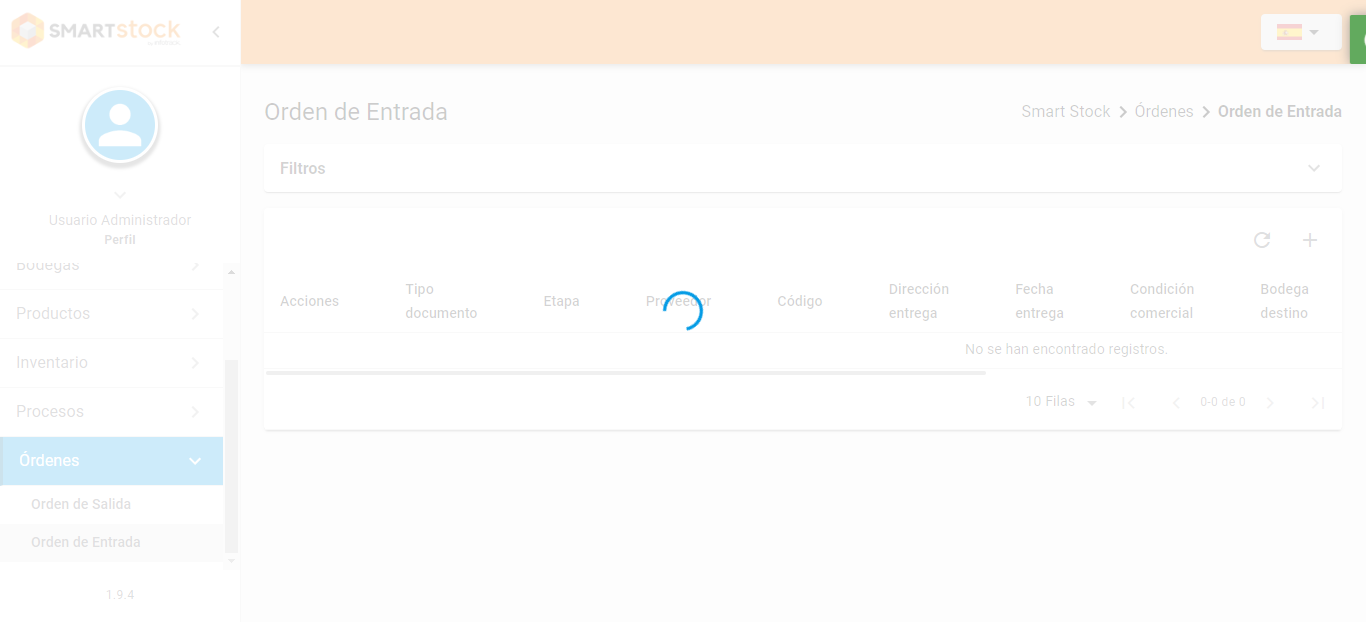 SMARTstock
Orden de Entrada
Smart Stock
Órdenes
Orden de Entrada
Filtros
Usuario Administrador
Perfil
Bodegas
Productos
Inventario
Procesos
Órdenes
Orden de Salida
Orden de Entrada
1.9.4
Acciones
Tipo
documento
Etapa
Proveedor
Código
Dirección
entrega
Fecha
entrega
Condición
comercial
Bodega
destino
No se han encontrado registros.
10 Filas
0-0 de 0